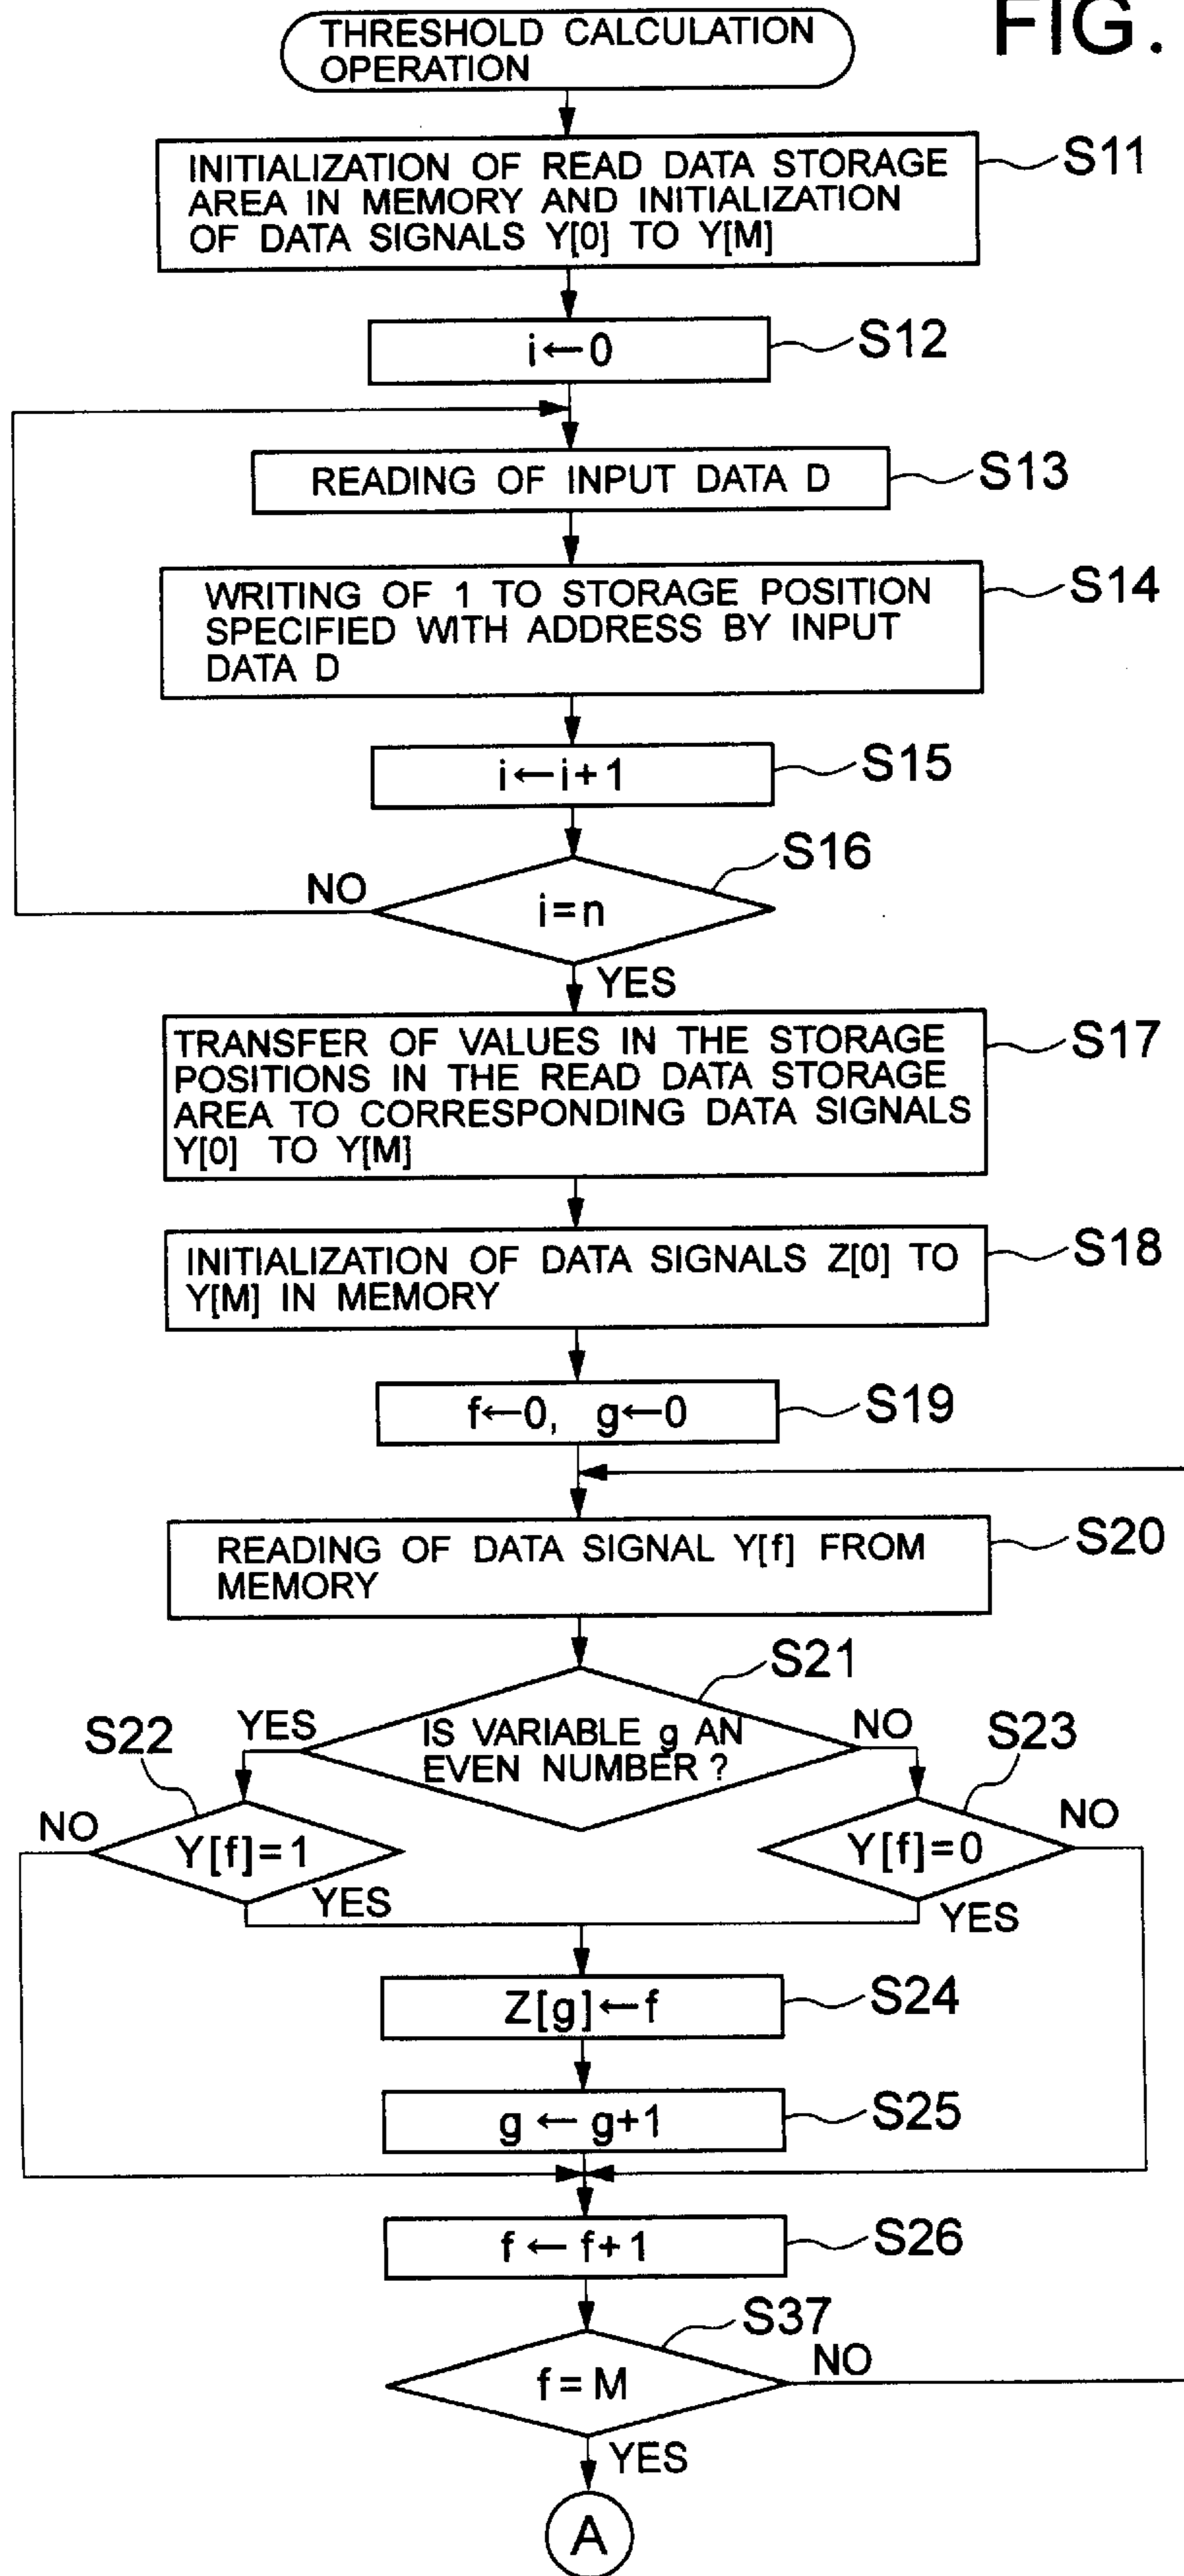 FIG.
THRESHOLD CALCULATION
OPERATION
INITIALIZATION OF READ DATA STORAGE
AREA IN MEMORY AND INITIALIZATION
OF DATA SIGNALS Y[0] TO Y[M]
S11
i←0
S12
READING OF INPUT DATA D
S13
WRITING OF 1 TO STORAGE POSITION
SPECIFIED WITH ADDRESS BY INPUT
DATA D
S14
i←i+1
S15
S16
NO
i=n
YES
TRANSFER OF VALUES IN THE STORAGE
POSITIONS IN THE READ DATA STORAGE
AREA TO CORRESPONDING DATA SIGNALS
Y[0] TO Y[M]
S17
INITIALIZATION OF DATA SIGNALS Z[0] TO
Y[M] IN MEMORY
S18
f←0, g←0
S19
READING OF DATA SIGNAL Y[f] FROM
MEMORY
S20
S21
IS VARIABLE g AN
EVEN NUMBER ?
YES
NO
S22
S23
NO
Y[f]=1
YES
Y[f]=0
NO
YES
Z[g]←f
S24
g ← g+1
S25
f ← f+1
S26
S37
f = M
NO
YES
A